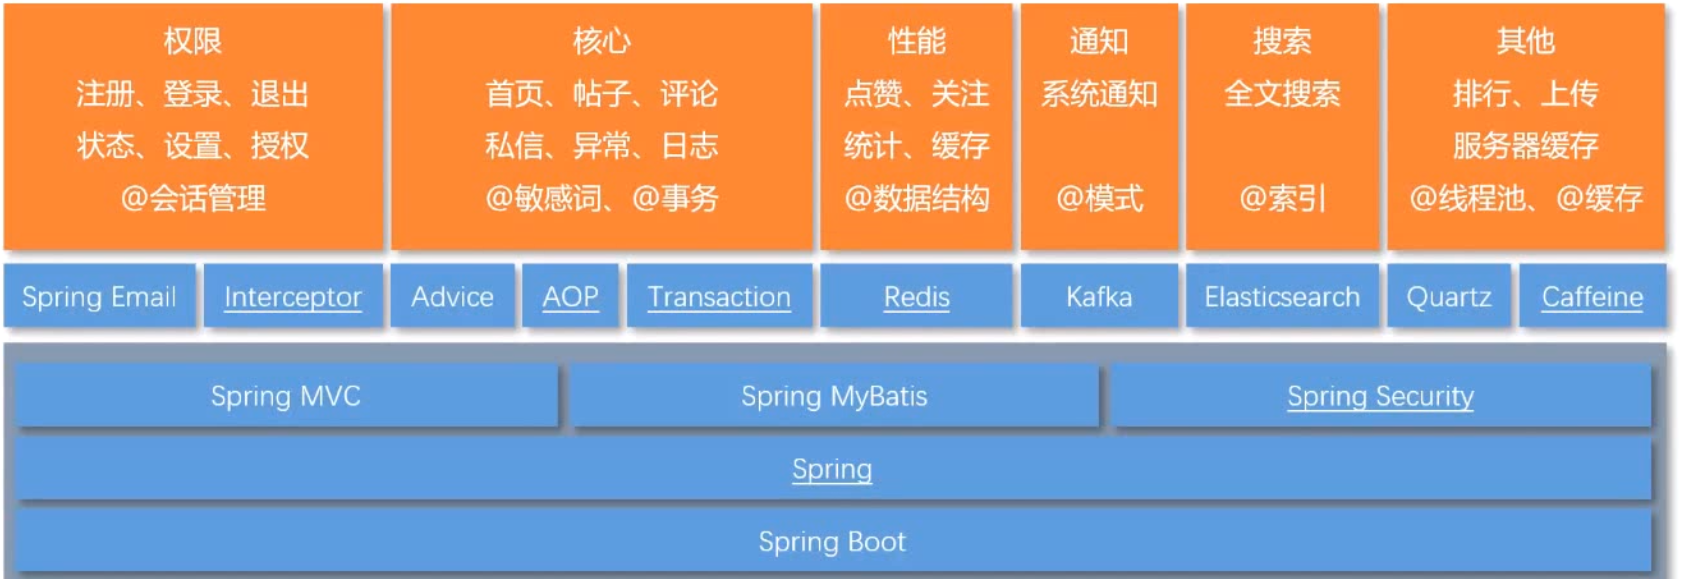 权限
注册、登录、退出
状态、设置、授权
@会话管理
核心
首页、帖子、评论
私信、异常、日志
@敏感词、@事务
性能
点赞、关注
统计、缓存
@数据结构
通知
系统通知
@模式
搜索
全文搜索
@索引
其他
排行、上传
服务器缓存
@线程池、@缓存
Spring Email
Interceptor
Advice
AOP
Transaction
Redis
Kafka
Elasticsearch
Quartz
Caffeine
Spring MVC
Spring MyBatis
Spring Security
Spring
Spring Boot